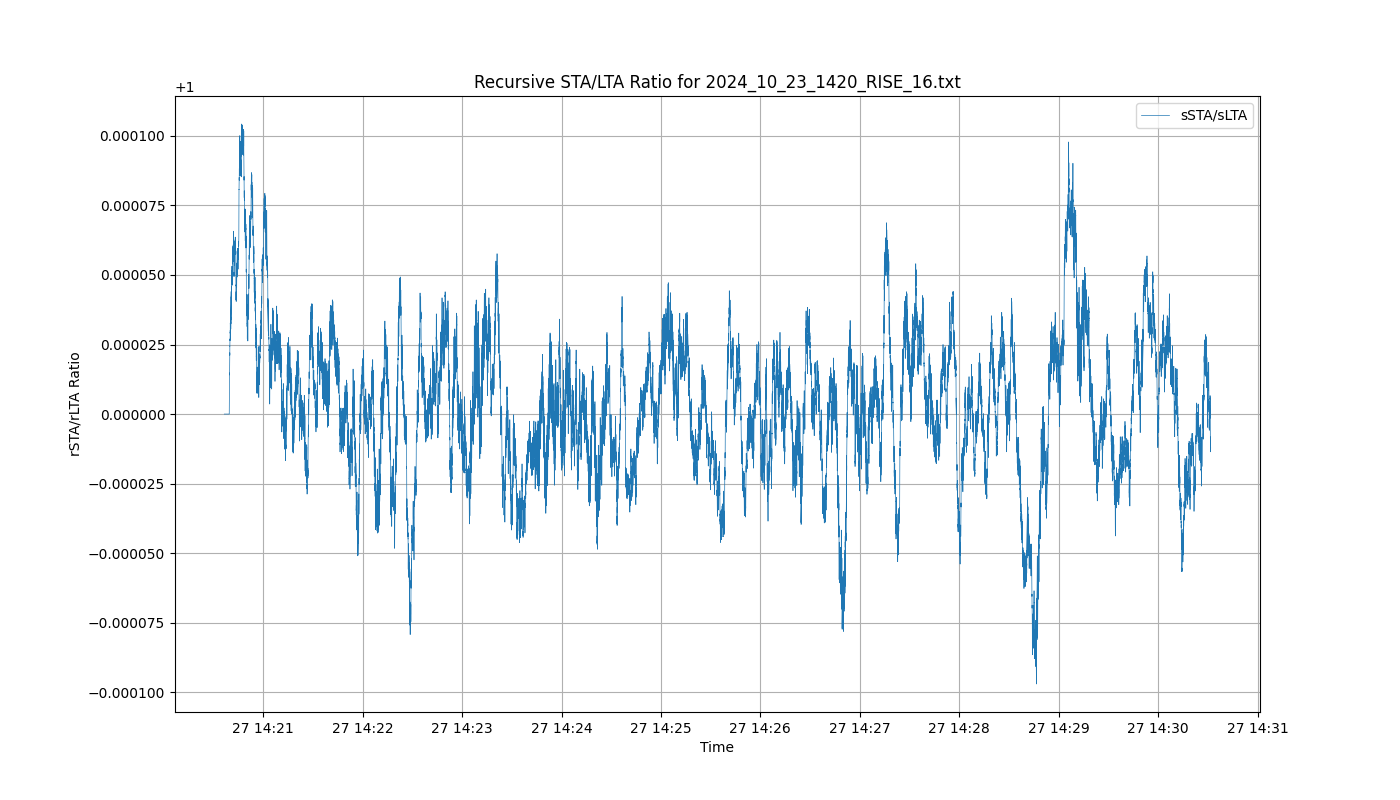 Recursive STA/LTA Ratio for 2024_10_23_1420_RISE_16.txt
+1
sSTA/sLTA
0.000100
0.000075
0.000050
0.000025
0.000000
−0.000025
−0.000050
−0.000075
−0.000100
rSTA/rLTA Ratio
27 14:21 27 14:22 27 14:23 27 14:24 27 14:25 27 14:26 27 14:27 27 14:28 27 14:29 27 14:30 27 14:31
Time